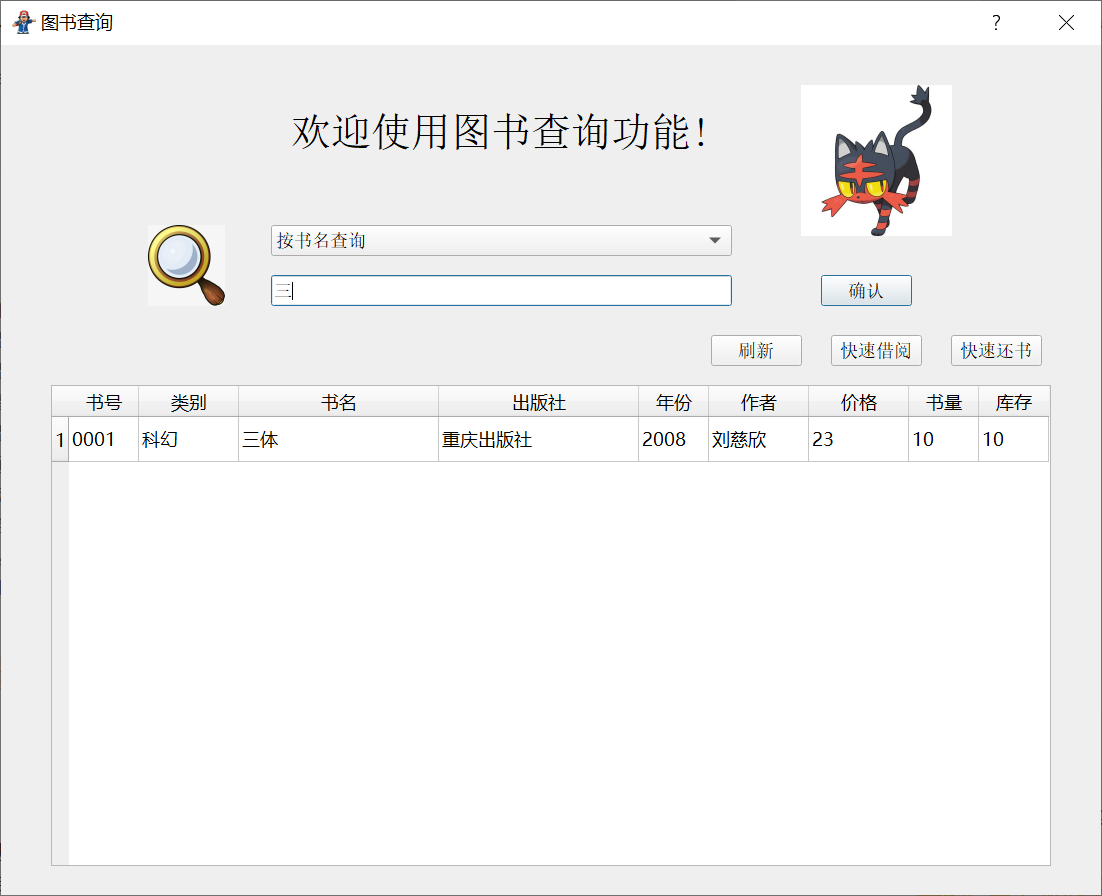 图书查询
欢迎使用图书查询功能!
按书名查询
三
确认
刷新 快速借阅 快速还书
书号 类别 书名 出版社 年份 作者 价格 书量 库存
1 0001 科幻 三体 重庆出版社 2008 刘慈欣 23 10 10